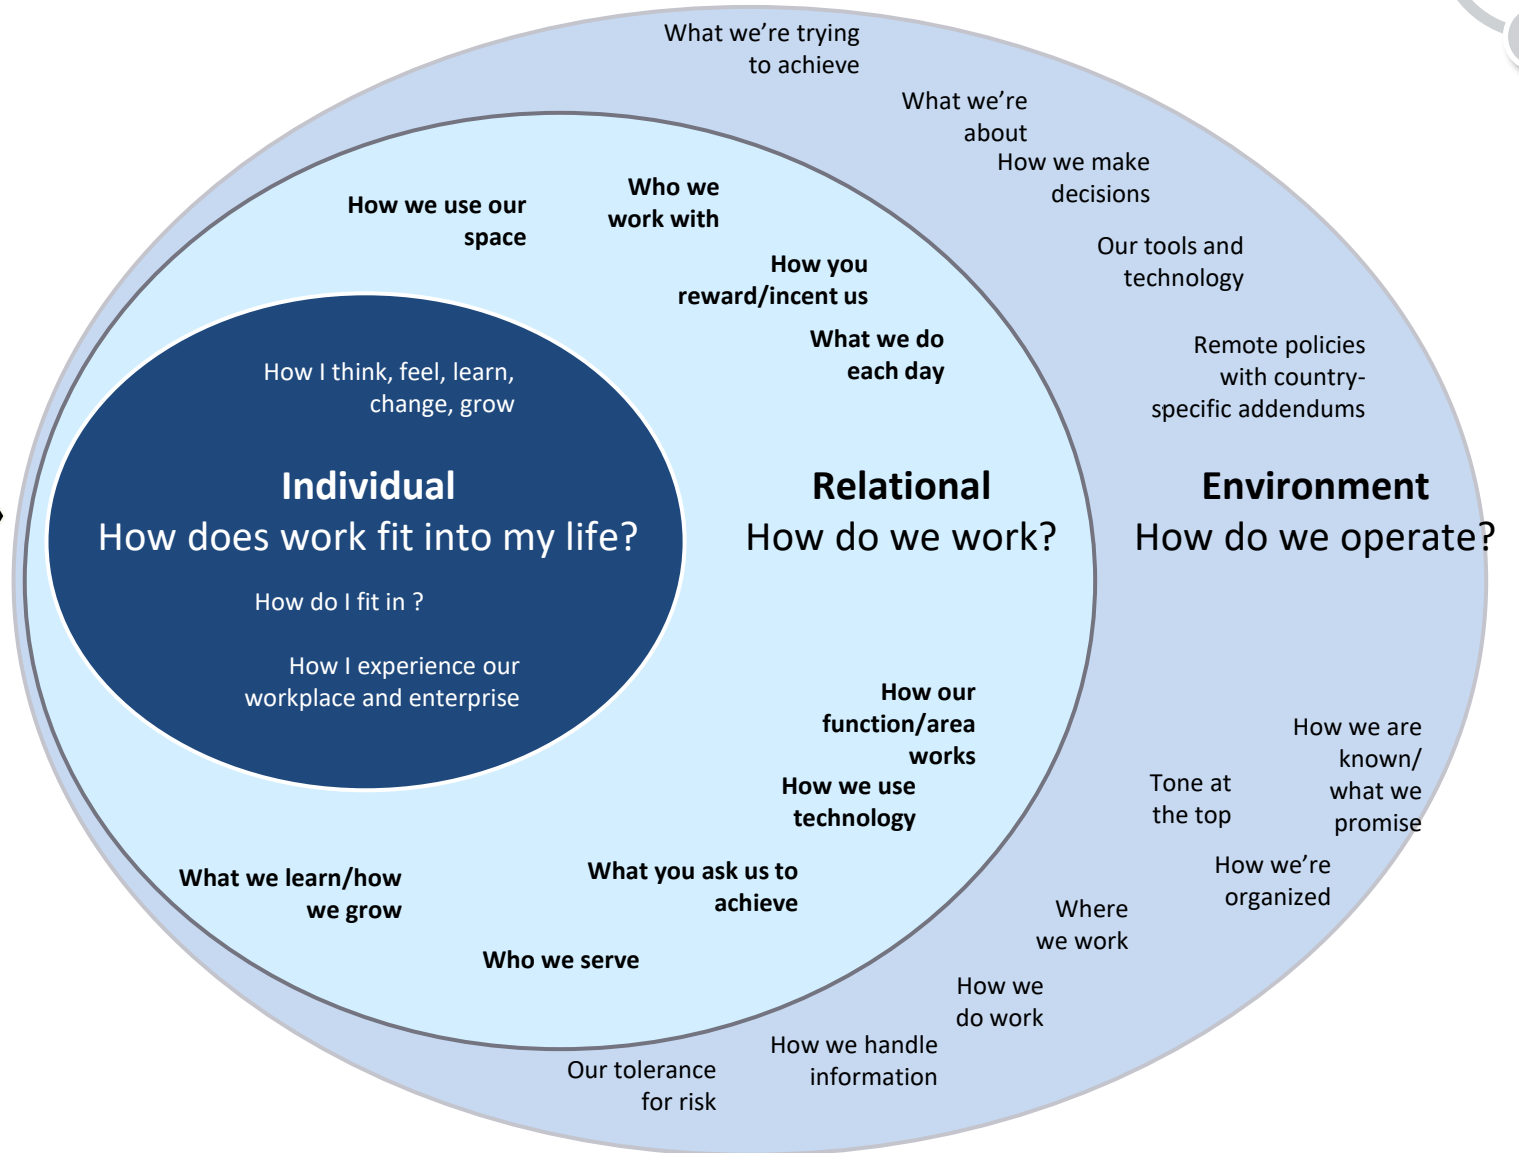 What we’re trying
to achieve
What we’re
about
How we make
decisions
Our tools and
technology
Remote policies
with country-
specific addendums
Environment
How do we operate?
How we are
known/
what we
promise
Tone at
the top
How we’re
organized
Where
we work
How we
do work
How we handle
information
Our tolerance
for risk
How we use our
space
Who we
work with
How you
reward/incent us
What we do
each day
Relational
How do we work?
How our
function/area
works
How we use
technology
What you ask us to
achieve
Who we serve
What we learn/how
we grow
How I think, feel, learn,
change, grow
Individual
How does work fit into my life?
How do I fit in ?
How I experience our
workplace and enterprise